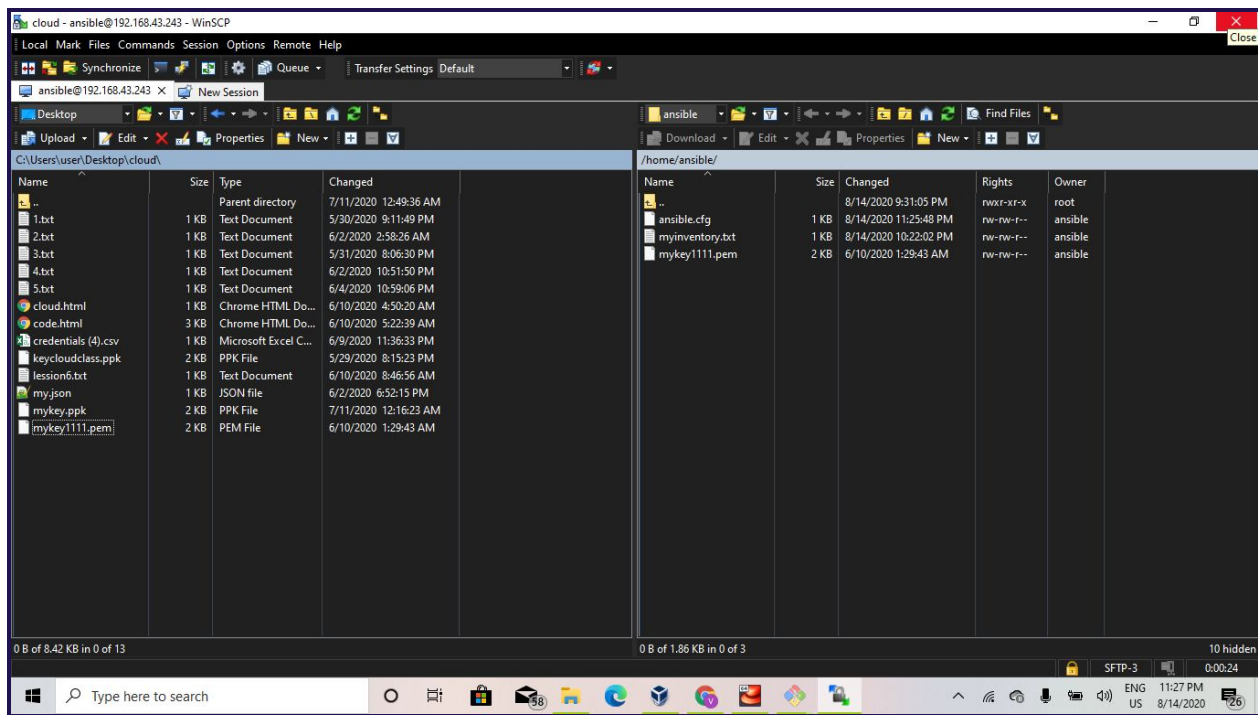 cloud - ansible@192.168.43.243 - WinSCP
Close
Local Mark Files Commands Session Options Remote Help
Synchronize Queue Transfer Settings Default
ansible@192.168.43.243 New Session
Desktop ansible Find Files
Upload Edit Properties New Download Edit Properties New
C:\Users\user\Desktop\cloud\ /home/ansible/
Name Size Type Changed
.. Parent directory 7/11/2020 12:49:36 AM
1.txt 1 KB Text Document 5/30/2020 9:11:49 PM
2.txt 1 KB Text Document 6/2/2020 2:58:26 AM
3.txt 1 KB Text Document 5/31/2020 8:06:30 PM
4.txt 1 KB Text Document 6/2/2020 10:51:50 PM
5.txt 1 KB Text Document 6/4/2020 10:59:06 PM
cloud.html 1 KB Chrome HTML Do... 6/10/2020 4:50:20 AM
code.html 3 KB Chrome HTML Do... 6/10/2020 5:22:39 AM
credentials (4).csv 1 KB Microsoft Excel C... 6/9/2020 11:36:33 PM
keycloudclass.ppk 2 KB PPK File 5/29/2020 8:15:23 PM
lession6.txt 1 KB Text Document 6/10/2020 8:46:56 AM
my.json 1 KB JSON file 6/2/2020 6:52:15 PM
mykey.ppk 2 KB PPK File 7/11/2020 12:16:23 AM
mykey1111.pem 2 KB PEM File 6/10/2020 1:29:43 AM
Name Size Changed Rights Owner
.. 8/14/2020 9:31:05 PM rwxr-xr-x root
ansible.cfg 1 KB 8/14/2020 11:25:48 PM rw-rw-r-- ansible
myinventory.txt 1 KB 8/14/2020 10:22:02 PM rw-rw-r-- ansible
mykey1111.pem 2 KB 6/10/2020 1:29:43 AM rw-rw-r-- ansible
0 B of 8.42 KB in 0 of 13
0 B of 1.86 KB in 0 of 3 10 hidden
SFTP-3 0:00:24
Type here to search
58
ENG 11:27 PM
US 8/14/2020
26